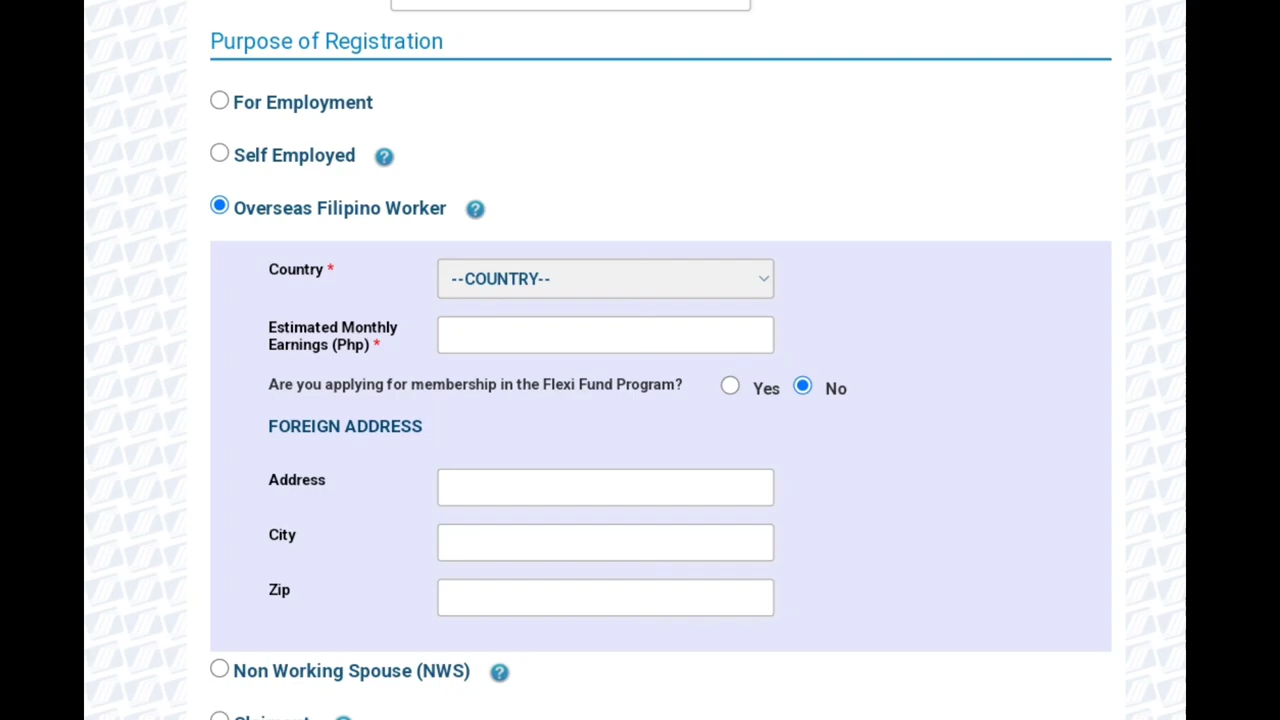 Purpose of Registration
For Employment
Self Employed ?
Overseas Filipino Worker ?
Country *
--COUNTRY--
Estimated Monthly
Earnings (Php) *
Are you applying for membership in the Flexi Fund Program? Yes No
FOREIGN ADDRESS
Address
City
Zip
Non Working Spouse (NWS) ?
Claimant ?